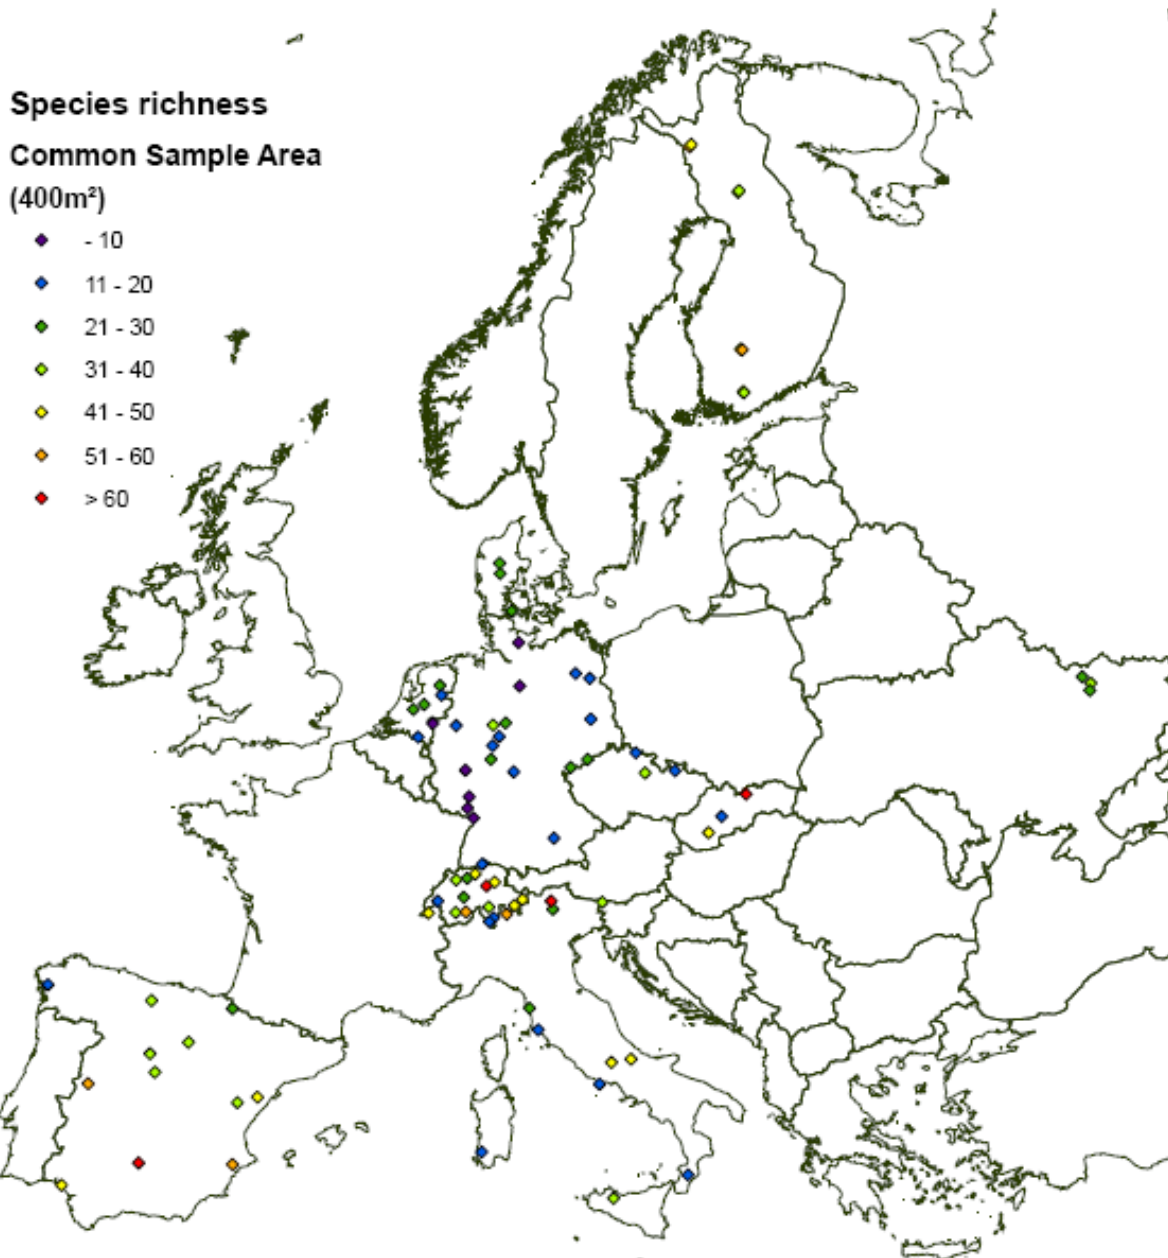 Species richness
Common Sample Area
(400m²)
- 10
11 - 20
21 - 30
31 - 40
41 - 50
51 - 60
> 60